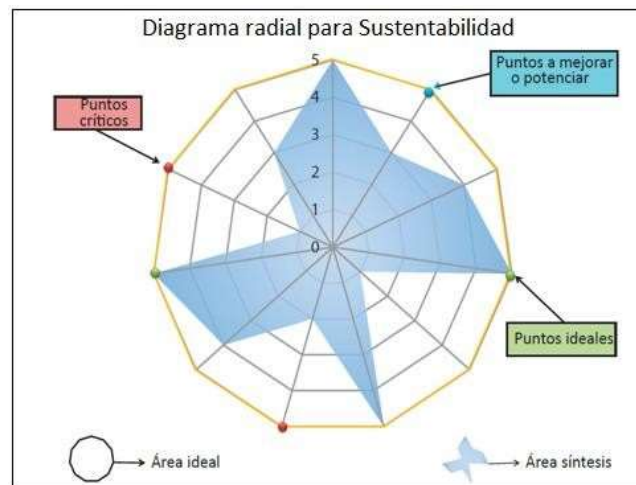 Diagrama radial para Sustentabilidad
Puntos a mejorar
o potenciar
Puntos
críticos
5
4
3
2
1
0
Puntos ideales
Área ideal
Área síntesis